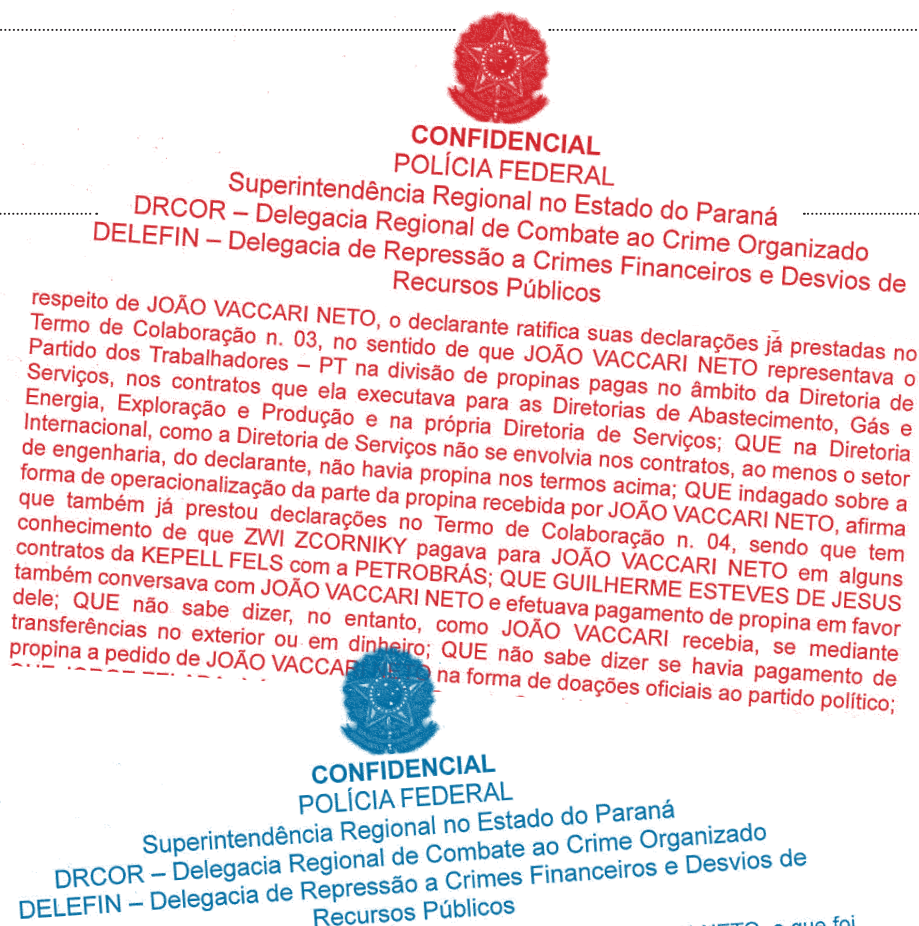 CONFIDENCIAL
POLÍCIA FEDERAL
Superintendência Regional no Estado do Paraná
DRCOR – Delegacia Regional de Combate ao Crime Organizado
DELEFIN – Delegacia de Repressão a Crimes Financeiros e Desvios de
Recursos Públicos
respeito de JOÃO VACCARI NETO, o declarante ratifica suas declarações já prestadas no
Termo de Colaboração n. 03, no sentido de que JOÃO VACCARI NETO representava o
Partido dos Trabalhadores – PT na divisão de propinas pagas no âmbito da Diretoria de
Serviços, nos contratos que ela executava para as Diretorias de Abastecimento, Gás e
Energia, Exploração e Produção e na própria Diretoria de Serviços; QUE na Diretoria
Internacional, como a Diretoria de Serviços não se envolvia nos contratos, ao menos o setor
de engenharia, do declarante, não havia propina nos termos acima; QUE indagado sobre a
forma de operacionalização da parte da propina recebida por JOÃO VACCARI NETO, afirma
que também já prestou declarações no Termo de Colaboração n. 04, sendo que tem
conhecimento de que ZWI ZCORNIKY pagava para JOÃO VACCARI NETO em alguns
contratos da KEPELL FELS com a PETROBRÁS; QUE GUILHERME ESTEVES DE JESUS
também conversava com JOÃO VACCARI NETO e efetuava pagamento de propina em favor
dele; QUE não sabe dizer, no entanto, como JOÃO VACCARI recebia, se mediante
transferências no exterior ou em dinheiro; QUE não sabe dizer se havia pagamento de
propina a pedido de JOÃO VACCARI na forma de doações oficiais ao partido político;
CONFIDENCIAL
POLÍCIA FEDERAL
Superintendência Regional no Estado do Paraná
DRCOR – Delegacia Regional de Combate ao Crime Organizado
DELEFIN – Delegacia de Repressão a Crimes Financeiros e Desvios de
Recursos Públicos
NETO, o que foi